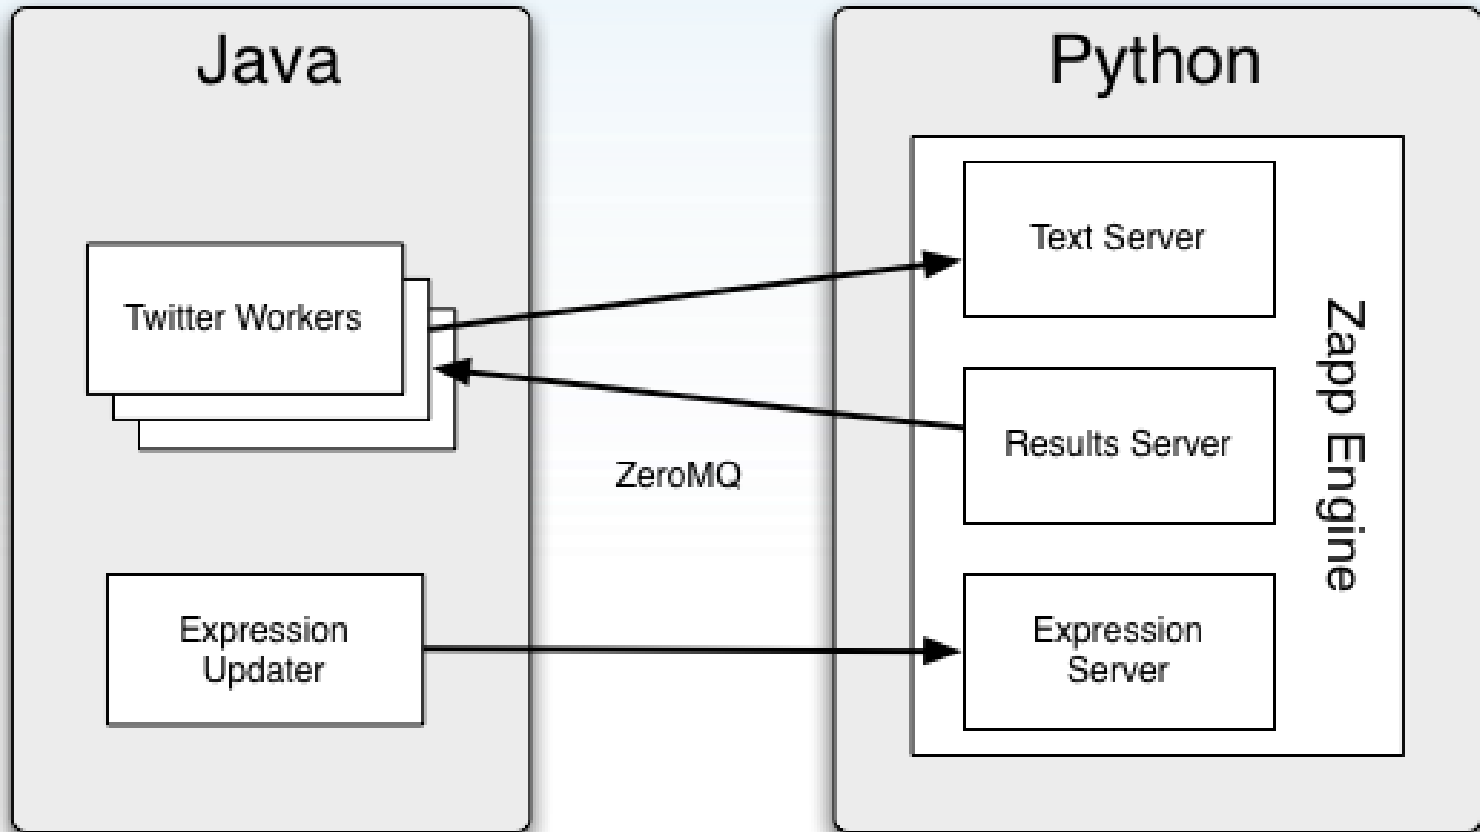 Java
Python
Twitter Workers
Text Server
Results Server
ZeroMQ
Expression
Updater
Expression
Server
Zapp Engine